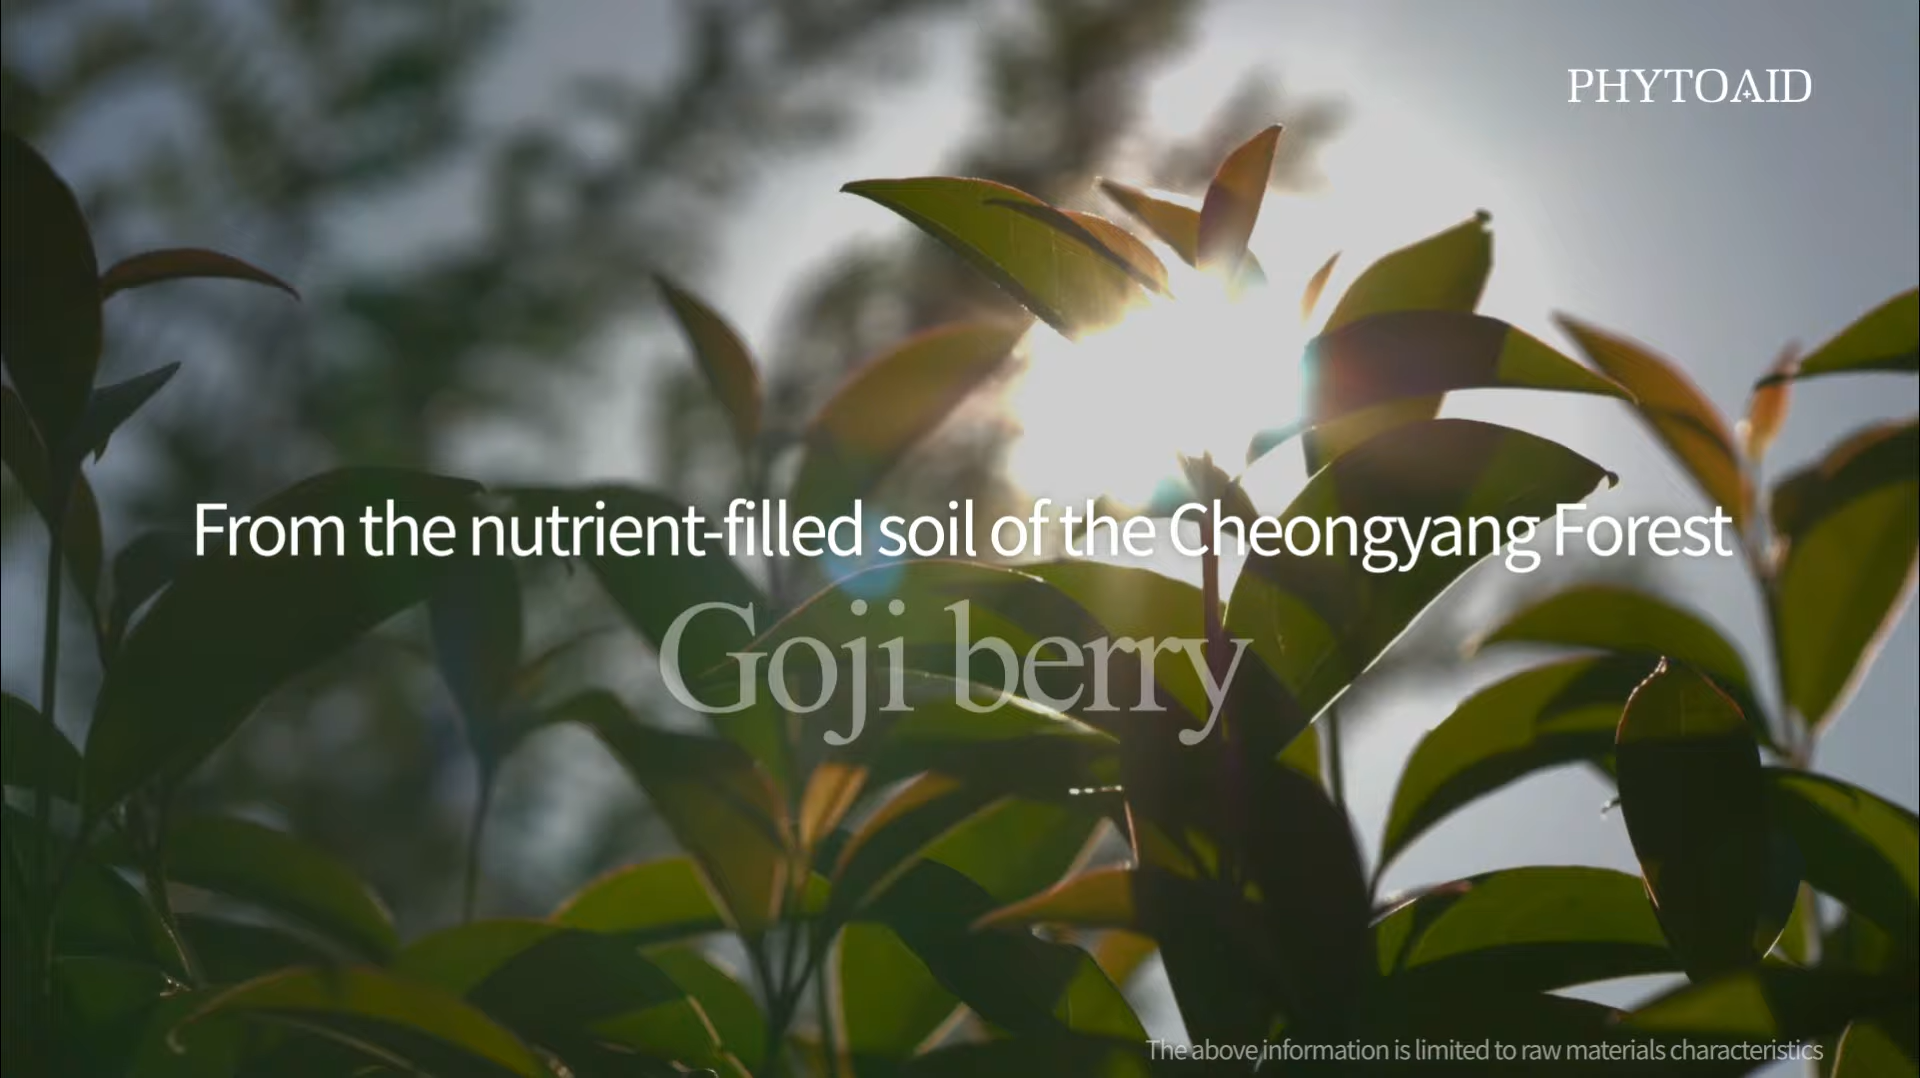 PHYTOAID
From the nutrient-filled soil of the Cheongyang Forest
Goji berry
The above information is limited to raw materials characteristics